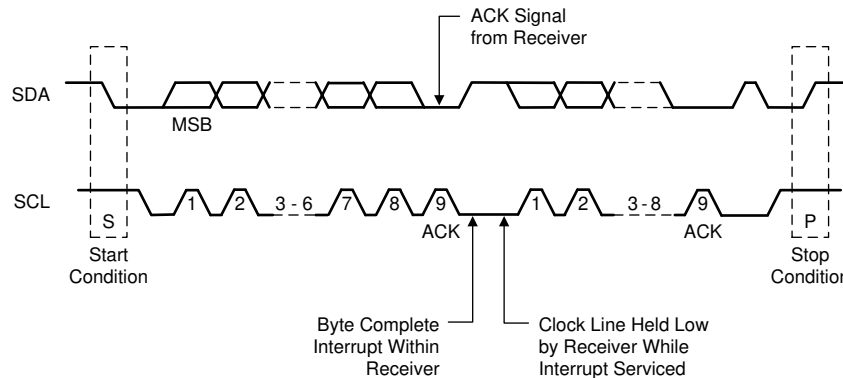 ACK Signal
from Receiver
SDA
MSB
SCL
S
1
2
3 - 6
7
8
9
ACK
1
2
3 - 8
9
ACK
P
Start
Condition
Stop
Condition
Byte Complete
Interrupt Within
Receiver
Clock Line Held Low
by Receiver While
Interrupt Serviced